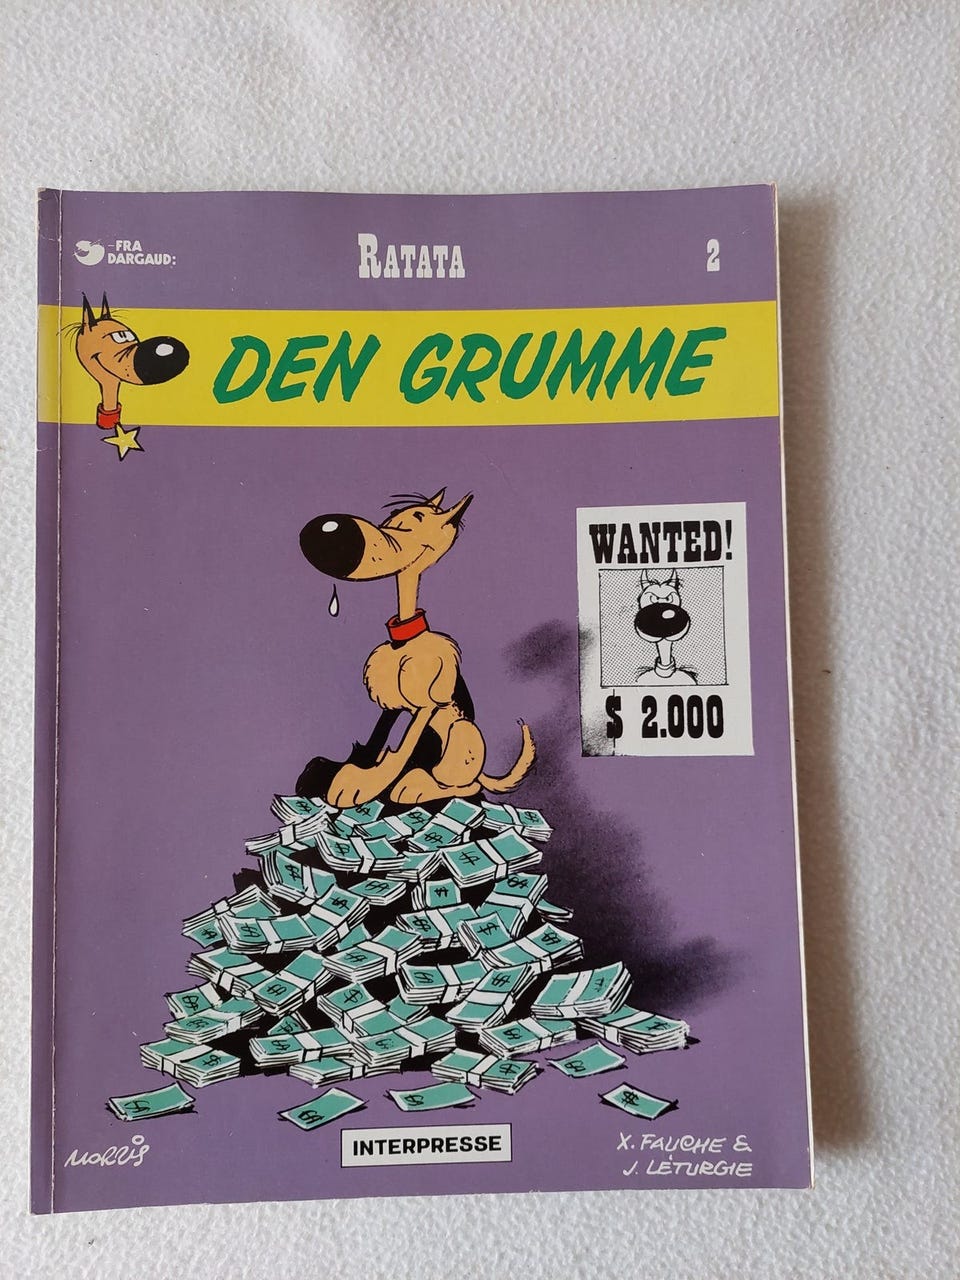 -FRA
DARGAUD:
RATATA
2
DEN GRUMME
WANTED!
$ 2.000
INTERPRESSE
MORRIS
X. FAUCHE &
J. LÉTURGIE